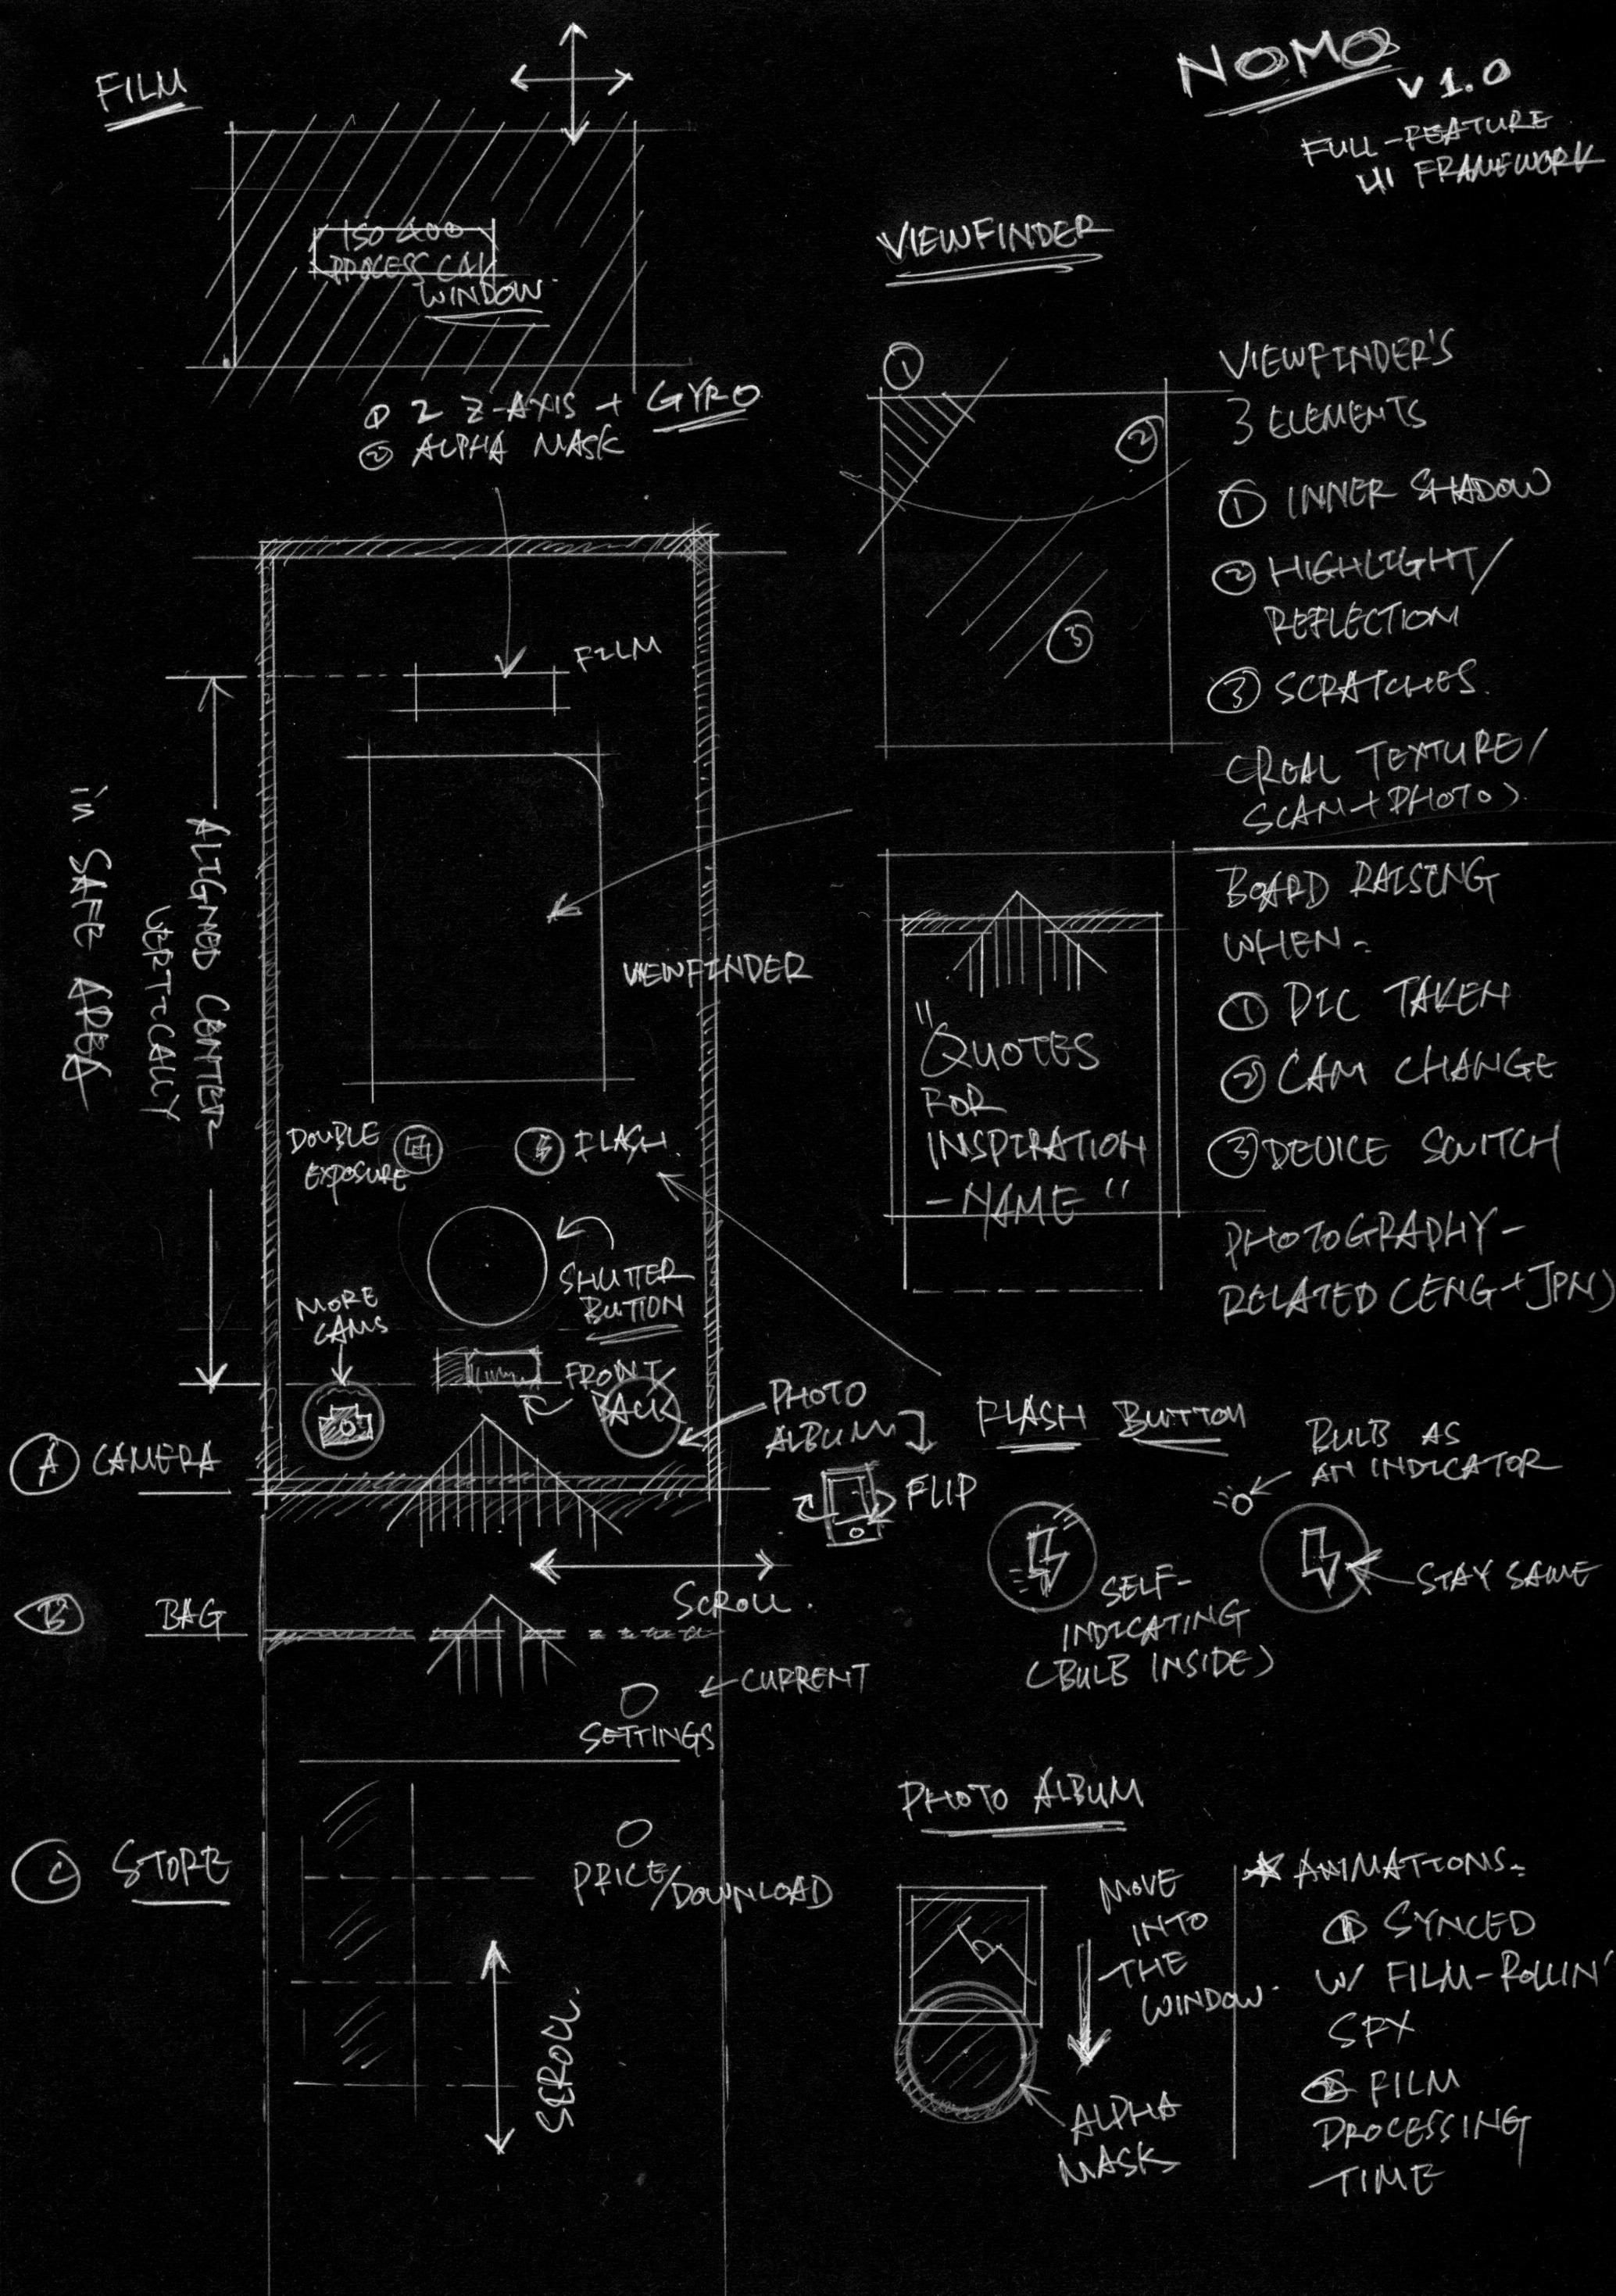 FILM
NOMO
V 1.0
FULL-FEATURE
UI FRAMEWORK
ISO 400
PROCESS C41
WINDOW
① 2 Z-AXIS + GYRO
② ALPHA MASK
VIEWFINDER
①
②
③
VIEWFINDER'S
3 ELEMENTS
① INNER SHADOW
② HIGHLIGHT/
REFLECTION
③ SCRATCHES
(REAL TEXTURE/
SCAN+PHOTO)
FILM
ALIGNED CENTER
VERTICALLY
in SAFE AREA
VIEWFINDER
DOUBLE
EXPOSURE
FLASH
SHUTTER
BUTTON
MORE
CAMS
FRONT/
BACK
PHOTO
ALBUM
FLIP
BOARD RAISING
WHEN-
① PIC TAKEN
② CAM CHANGE
③ DEVICE SWITCH
PHOTOGRAPHY-
RELATED (ENG+JPN)
"QUOTES
FOR
INSPIRATION
-NAME"
FLASH BUTTON
BULB AS
AN INDICATOR
STAY SAME
SELF-
INDICATING
(BULB INSIDE)
Ⓐ CAMERA
SCROLL.
Ⓑ BAG
CURRENT
SETTINGS
Ⓒ STORE
PRICE/DOWNLOAD
SCROLL.
PHOTO ALBUM
MOVE
INTO
THE
WINDOW.
ALPHA
MASK
★ ANIMATIONS-
① SYNCED
W/ FILM-ROLLIN'
SFX
② FILM
PROCESSING
TIME